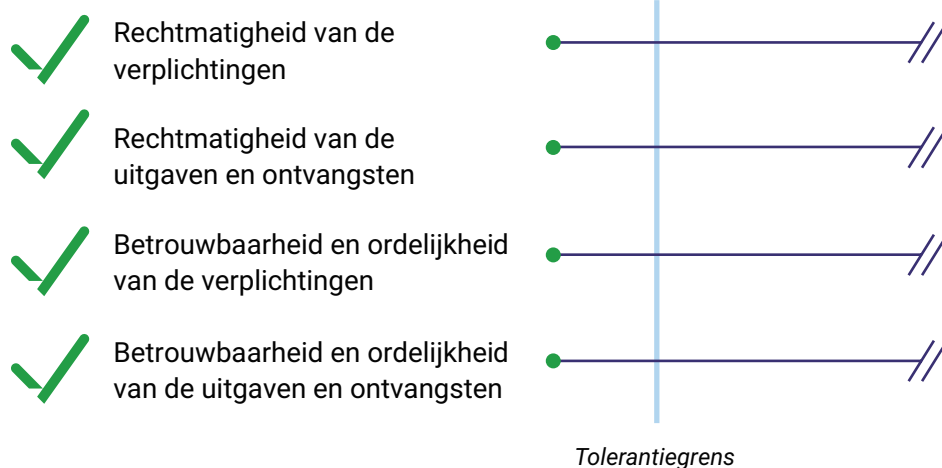 Rechtmatigheid van de
verplichtingen
Rechtmatigheid van de
uitgaven en ontvangsten
Betrouwbaarheid en ordelijkheid
van de verplichtingen
Betrouwbaarheid en ordelijkheid
van de uitgaven en ontvangsten
Tolerantiegrens